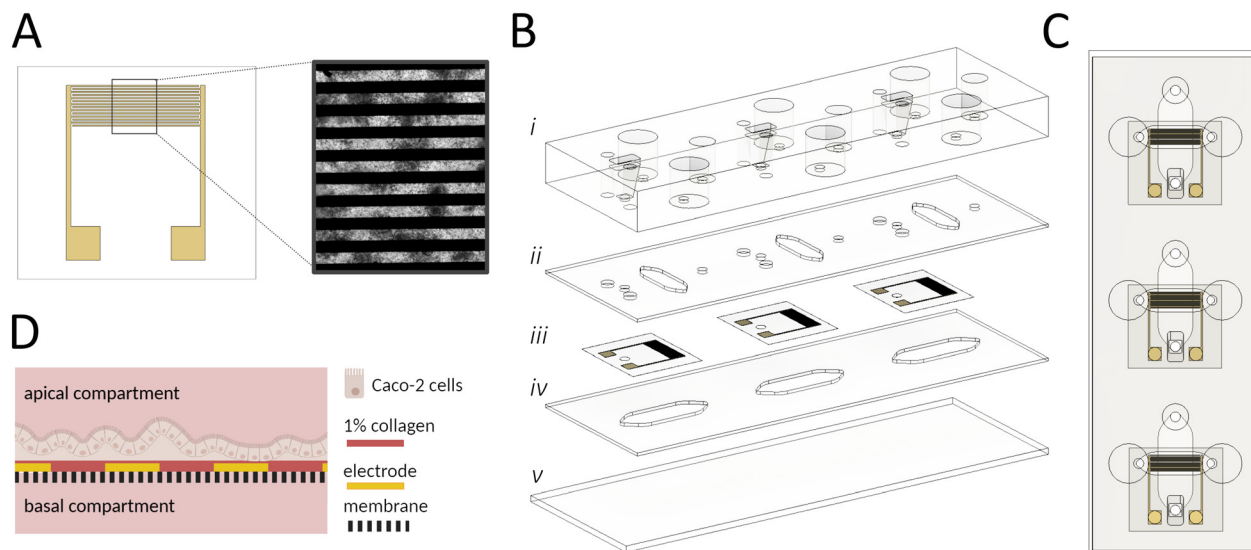 A
B
C
i
ii
iii
iv
v
D
apical compartment
basal compartment
Caco-2 cells
1% collagen
electrode
membrane